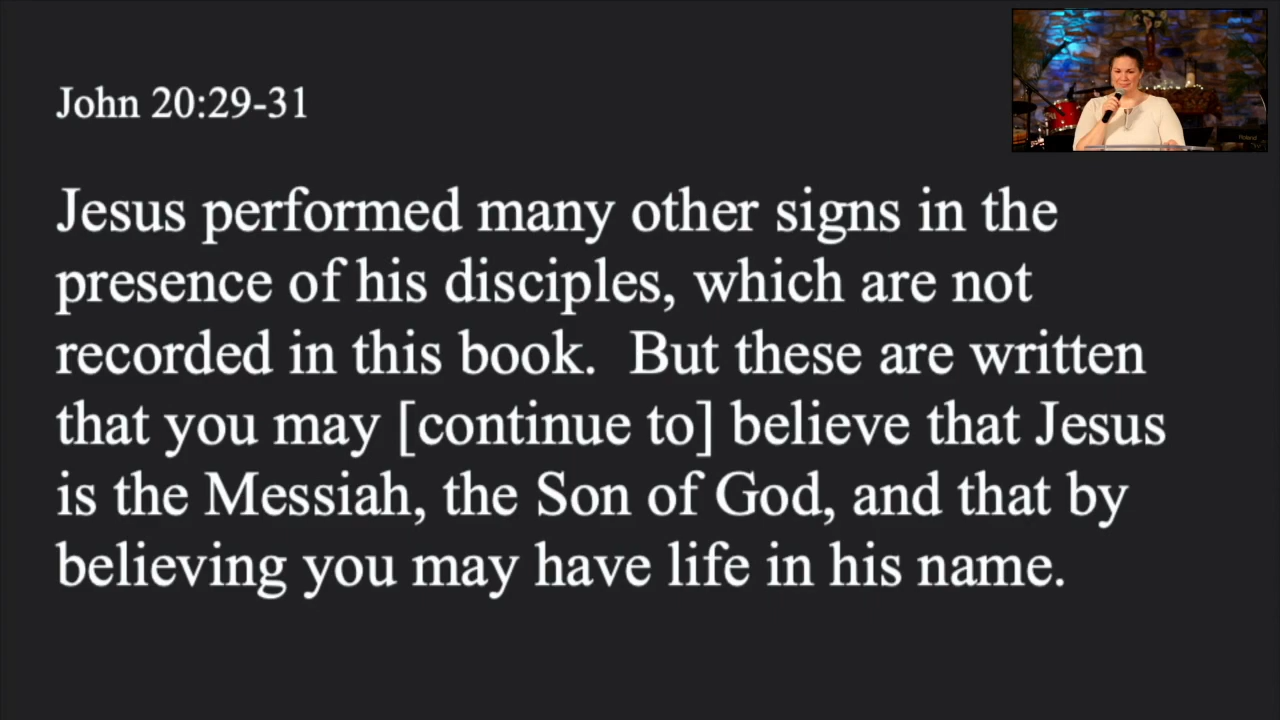 John 20:29-31
Jesus performed many other signs in the
presence of his disciples, which are not
recorded in this book.  But these are written
that you may [continue to] believe that Jesus
is the Messiah, the Son of God, and that by
believing you may have life in his name.
Roland